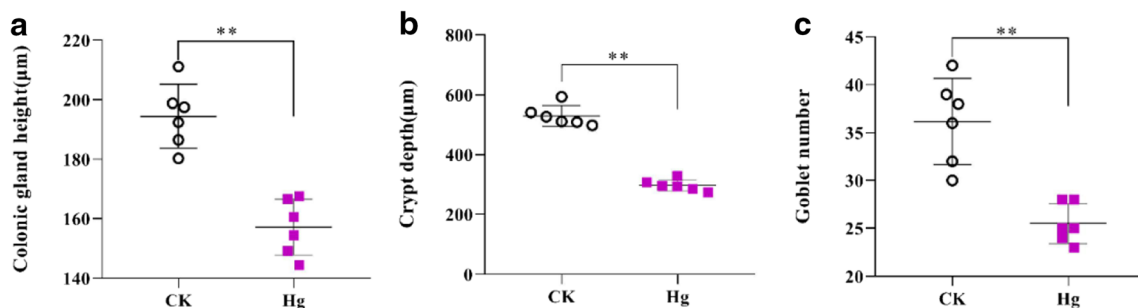 a
Colonic gland height(μm)
220
200
180
160
140
**
CK
Hg
b
Crypt depth(μm)
800
600
400
200
0
**
CK
Hg
c
Goblet number
45
40
35
30
25
20
**
CK
Hg